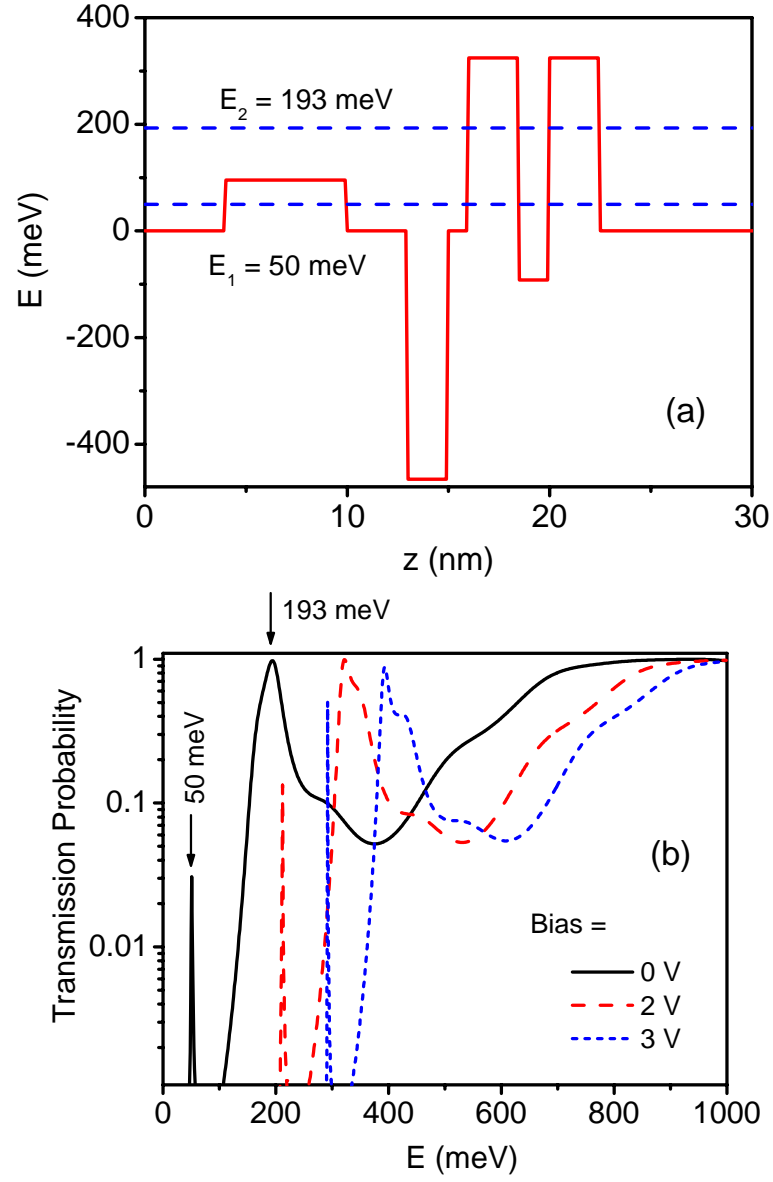 400
200
0
-200
-400
E (meV)
E₂ = 193 meV
E₁ = 50 meV
(a)
0
10
20
30
z (nm)
193 meV
50 meV
1
0.1
0.01
Transmission Probability
(b)
Bias =
0 V
2 V
3 V
0
200
400
600
800
1000
E (meV)